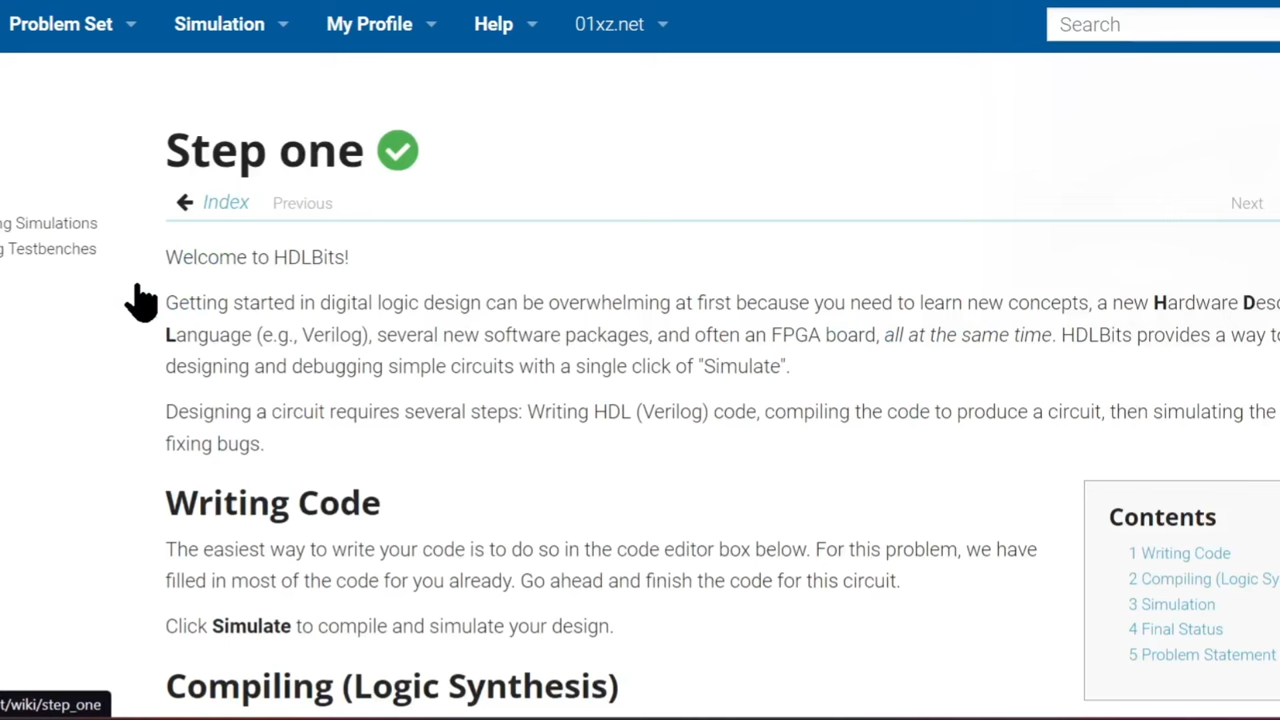 Problem Set Simulation My Profile Help 01xz.net Search
Step one
Index Previous Next
ng Simulations
g Testbenches
Welcome to HDLBits!
Getting started in digital logic design can be overwhelming at first because you need to learn new concepts, a new Hardware Desc
Language (e.g., Verilog), several new software packages, and often an FPGA board, all at the same time. HDLBits provides a way to
designing and debugging simple circuits with a single click of "Simulate".
Designing a circuit requires several steps: Writing HDL (Verilog) code, compiling the code to produce a circuit, then simulating the
fixing bugs.
Writing Code
The easiest way to write your code is to do so in the code editor box below. For this problem, we have
filled in most of the code for you already. Go ahead and finish the code for this circuit.
Click Simulate to compile and simulate your design.
Compiling (Logic Synthesis)
Contents
1 Writing Code
2 Compiling (Logic Sy
3 Simulation
4 Final Status
5 Problem Statement
t/wiki/step_one